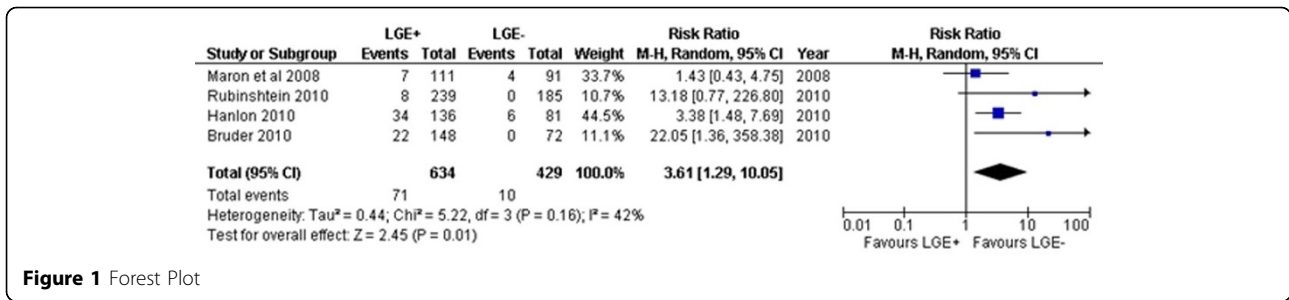 LGE+ LGE- Risk Ratio Risk Ratio
Study or Subgroup Events Total Events Total Weight M-H, Random, 95% CI Year M-H, Random, 95% CI
Maron et al 2008 7 111 4 91 33.7% 1.43 [0.43, 4.75] 2008
Rubinshtein 2010 8 239 0 185 10.7% 13.18 [0.77, 226.80] 2010
Hanlon 2010 34 136 6 81 44.5% 3.38 [1.48, 7.69] 2010
Bruder 2010 22 148 0 72 11.1% 22.05 [1.36, 358.38] 2010
Total (95% CI) 634 429 100.0% 3.61 [1.29, 10.05]
Total events 71 10
Heterogeneity: Tau² = 0.44; Chi² = 5.22, df = 3 (P = 0.16); I² = 42%
Test for overall effect: Z = 2.45 (P = 0.01)
0.01 0.1 1 10 100
Favours LGE+ Favours LGE-
Figure 1 Forest Plot